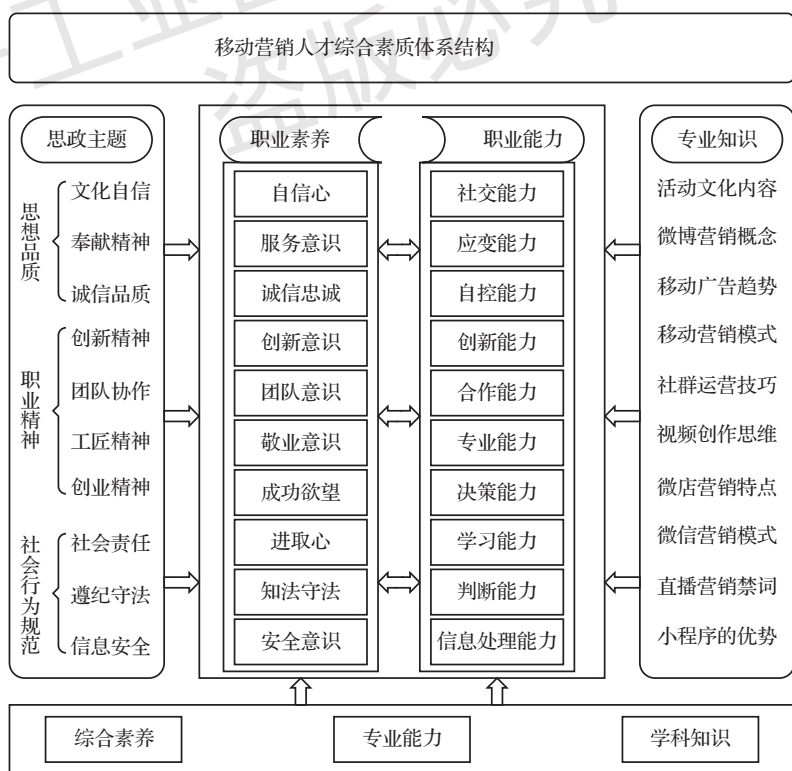 移动营销人才综合素质体系结构
思政主题
思想品质
文化自信
奉献精神
诚信品质
职业精神
创新精神
团队协作
工匠精神
创业精神
社会行为规范
社会责任
遵纪守法
信息安全
职业素养
自信心
服务意识
诚信忠诚
创新意识
团队意识
敬业意识
成功欲望
进取心
知法守法
安全意识
职业能力
社交能力
应变能力
自控能力
创新能力
合作能力
专业能力
决策能力
学习能力
判断能力
信息处理能力
专业知识
活动文化内容
微博营销概念
移动广告趋势
移动营销模式
社群运营技巧
视频创作思维
微店营销特点
微信营销模式
直播营销禁词
小程序的优势
综合素养
专业能力
学科知识
工业
盗版必究